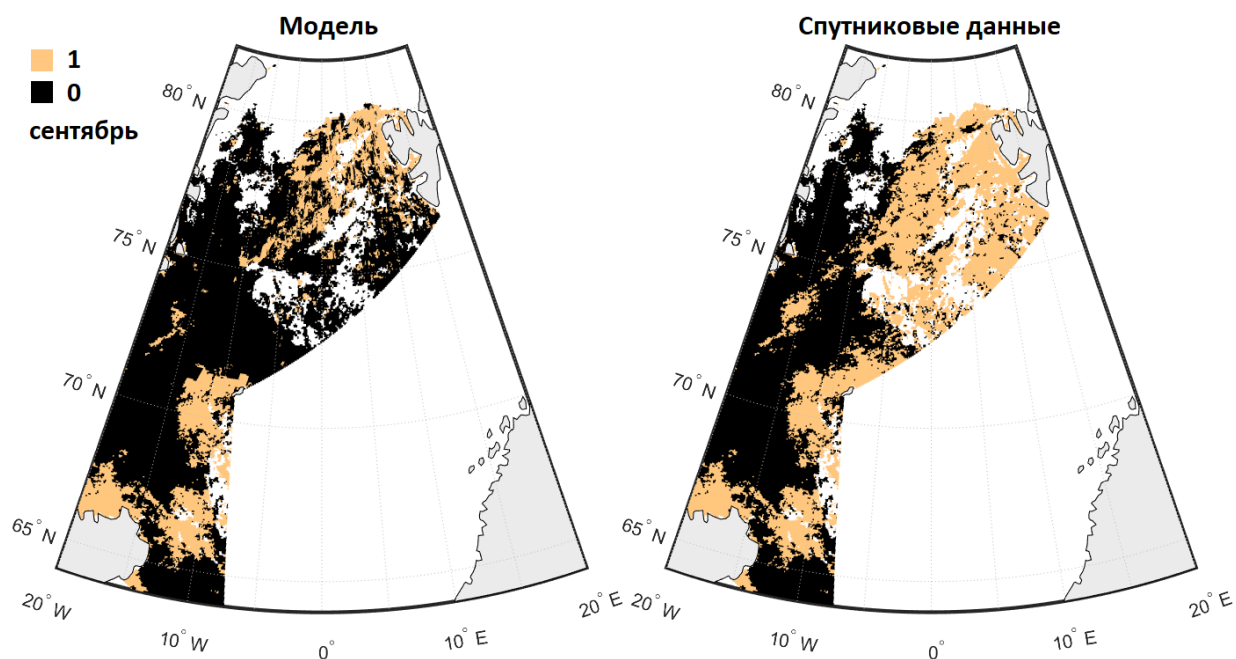 Модель
Спутниковые данные
1
0
сентябрь
80° N
75° N
70° N
65° N
20° W
10° W
0°
10° E
20° E
80° N
75° N
70° N
65° N
20° W
10° W
0°
10° E
20° E